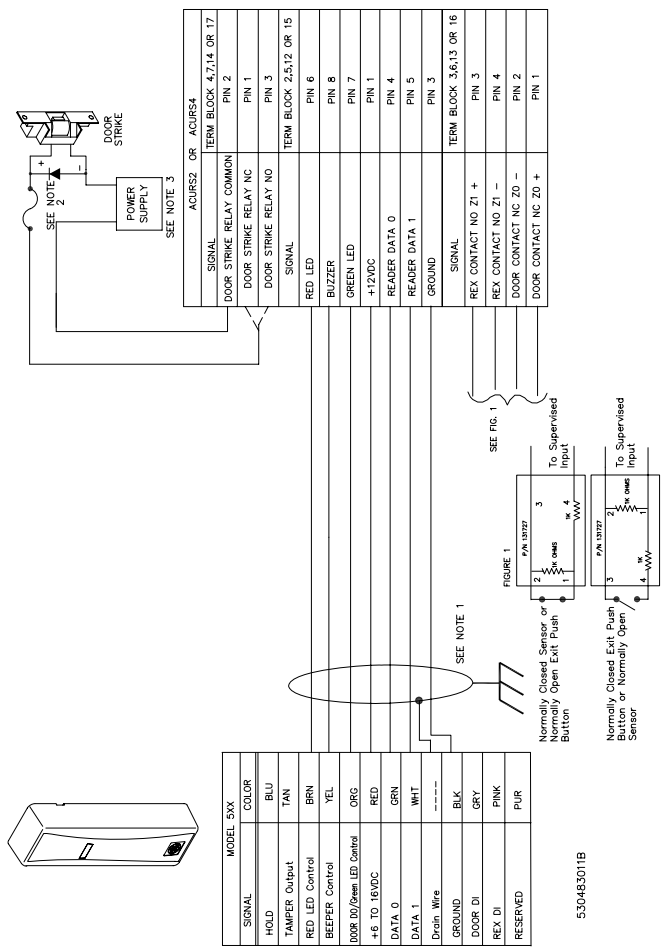 DOOR STRIKE
+
-
SEE NOTE 2
POWER SUPPLY
SEE NOTE 3
ACURS2 OR ACURS4
SIGNAL TERM BLOCK 4,7,14 OR 17
DOOR STRIKE RELAY COMMON PIN 2
DOOR STRIKE RELAY NC PIN 1
DOOR STRIKE RELAY NO PIN 3
SIGNAL TERM BLOCK 2,5,12 OR 15
RED LED PIN 6
BUZZER PIN 8
GREEN LED PIN 7
+12VDC PIN 1
READER DATA 0 PIN 4
READER DATA 1 PIN 5
GROUND PIN 3
SIGNAL TERM BLOCK 3,6,13 OR 16
REX CONTACT NO Z1 + PIN 3
REX CONTACT NO Z1 - PIN 4
DOOR CONTACT NC Z0 - PIN 2
DOOR CONTACT NC Z0 + PIN 1
SEE FIG. 1
SEE NOTE 1
FIGURE 1
P/N 131727
2
3
1K OHMS
1
1K
4
To Supervised
Input
Normally Closed Sensor or
Normally Open Exit Push
Button
P/N 131727
3
2
1K OHMS
4
1K
1
To Supervised
Input
Normally Closed Exit Push
Button or Normally Open
Sensor
MODEL 5XX
SIGNAL COLOR
HOLD BLU
TAMPER Output TAN
RED LED Control BRN
BEEPER Control YEL
DOOR DO/Green LED Control ORG
+6 TO 16VDC RED
DATA 0 GRN
DATA 1 WHT
Drain Wire ----
GROUND BLK
DOOR DI GRY
REX DI PINK
RESERVED PUR
530483011B